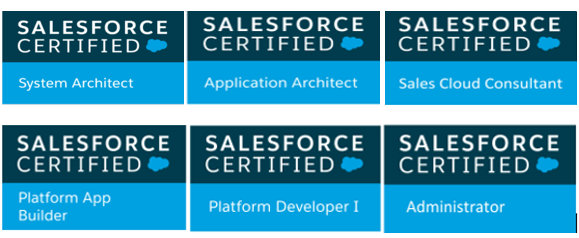 SALESFORCE
CERTIFIED
System Architect
SALESFORCE
CERTIFIED
Application Architect
SALESFORCE
CERTIFIED
Sales Cloud Consultant
SALESFORCE
CERTIFIED
Platform App
Builder
SALESFORCE
CERTIFIED
Platform Developer I
SALESFORCE
CERTIFIED
Administrator